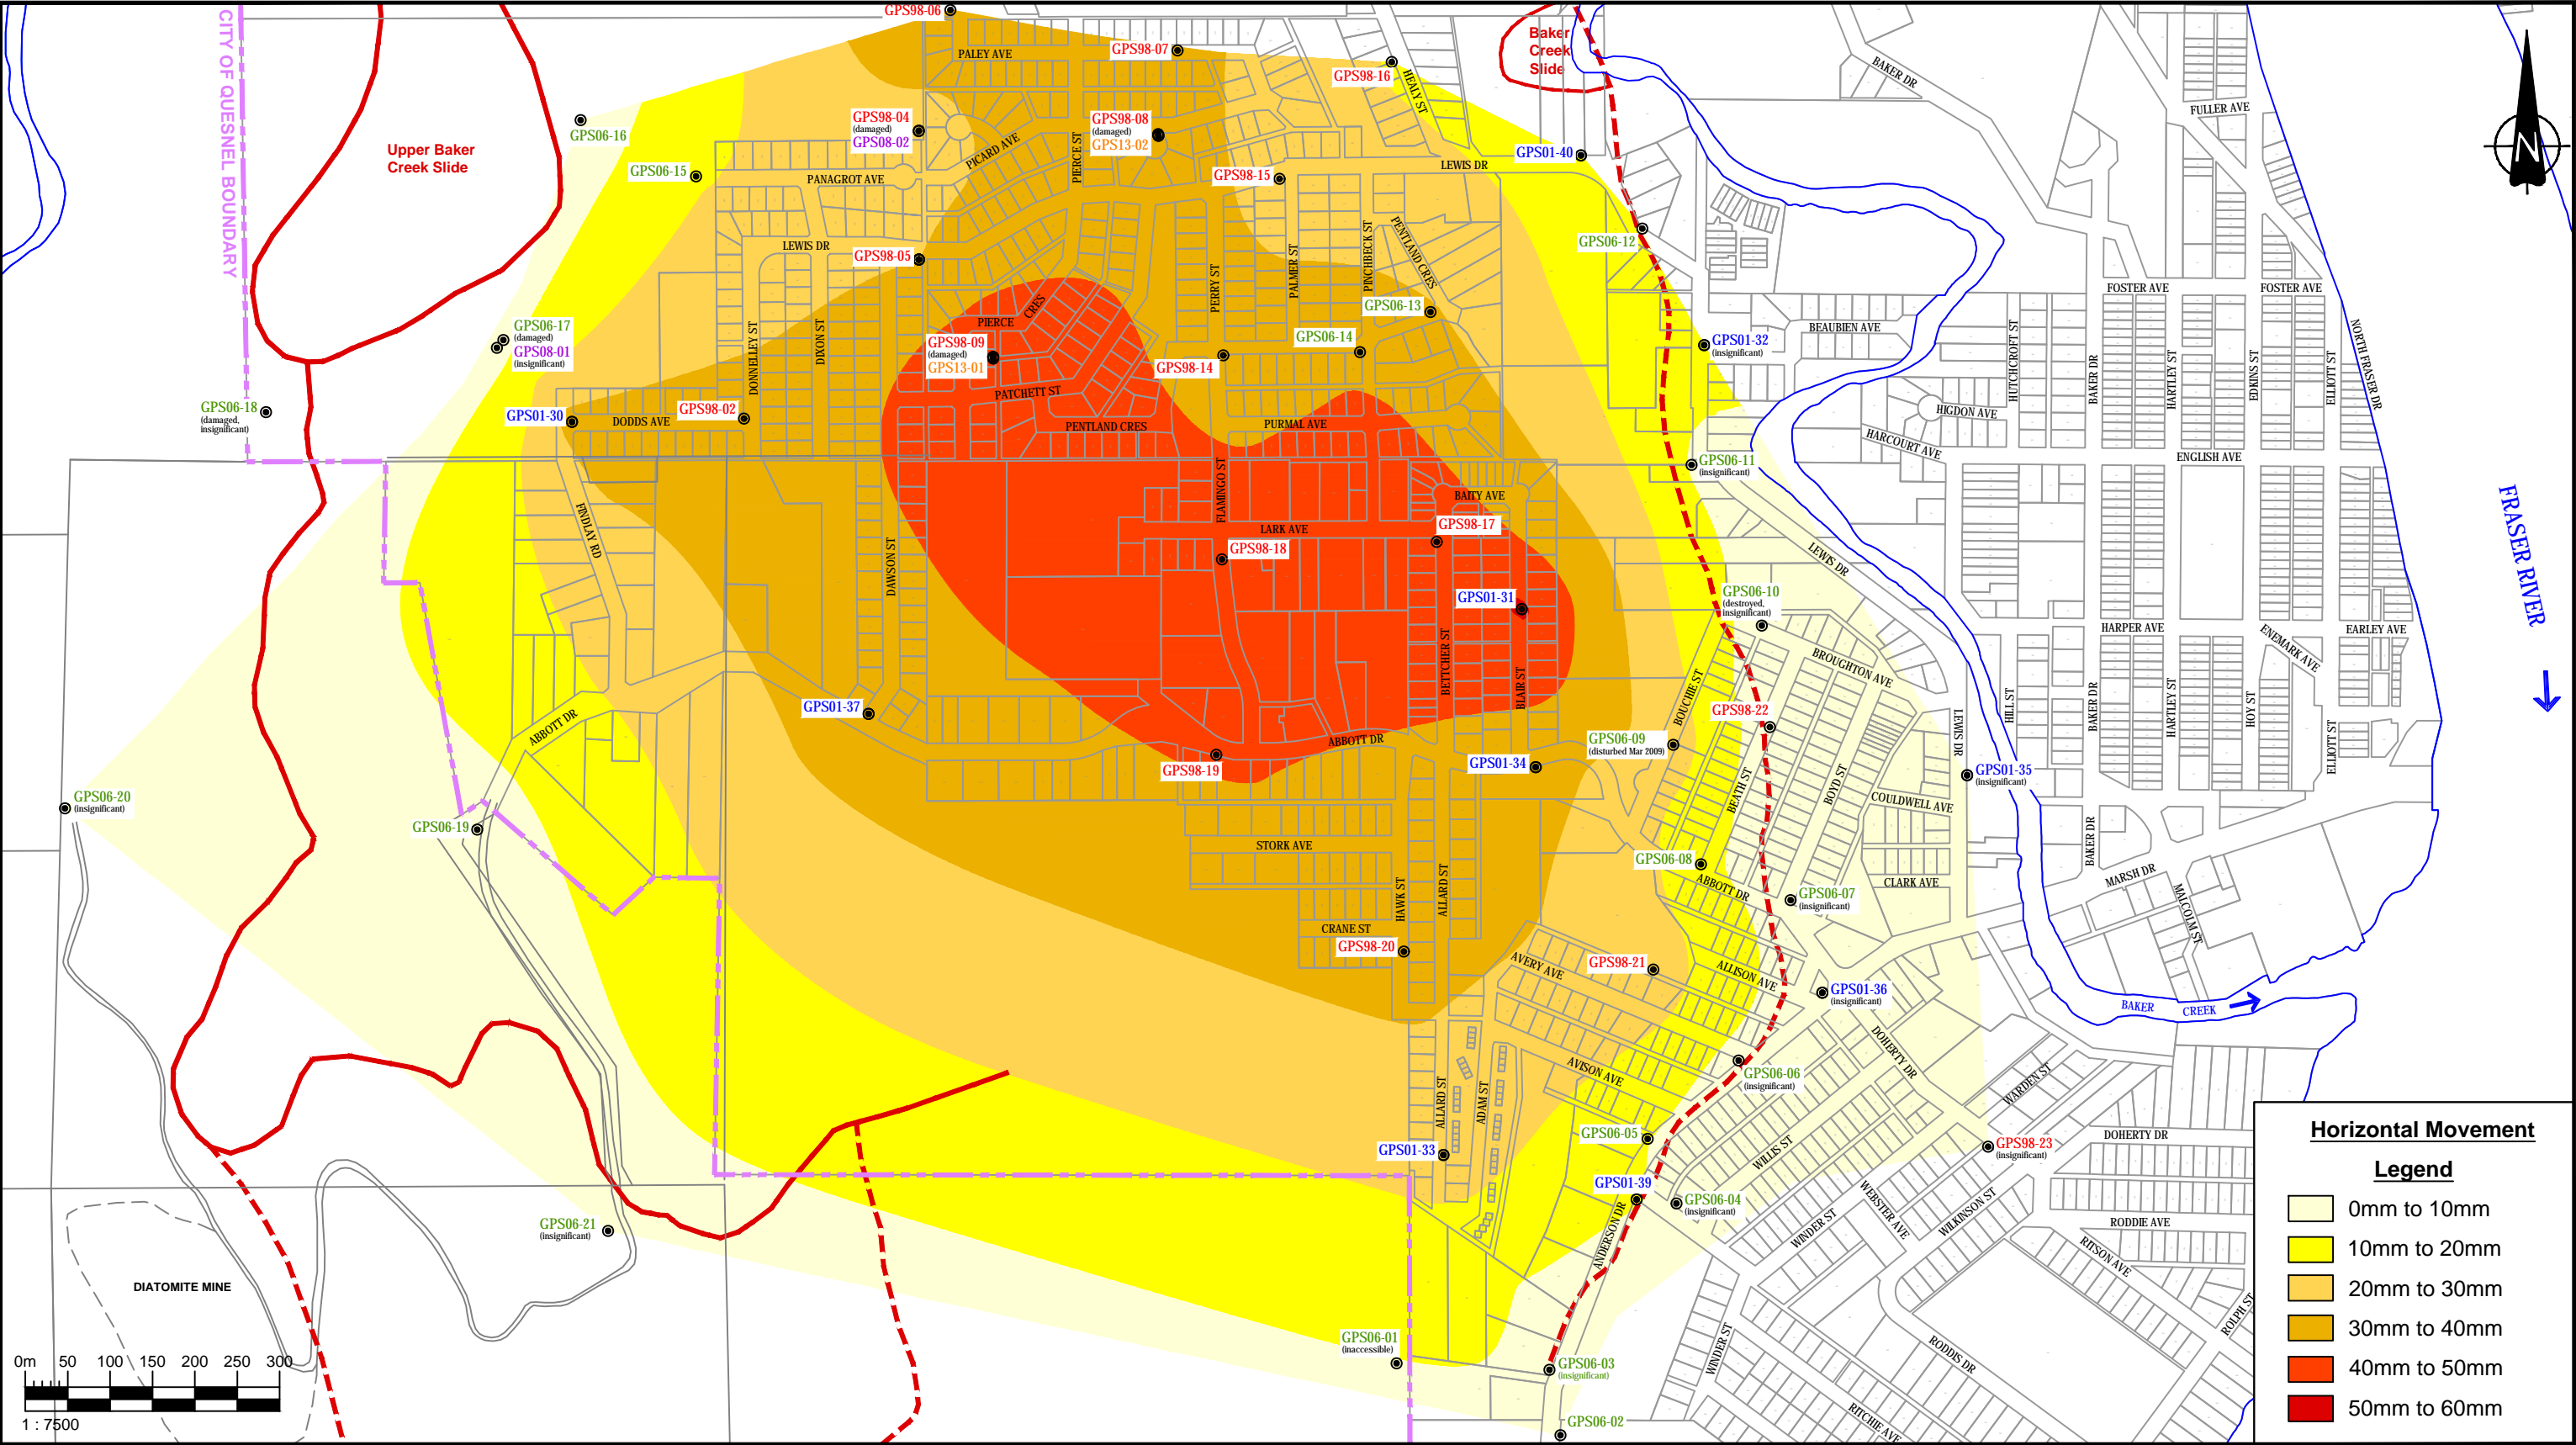 CITY OF QUESNEL BOUNDARY
Upper Baker
Creek Slide
Baker
Creek
Slide
GPS98-06
PALEY AVE
GPS98-07
GPS98-16
HEALY ST
BAKER DR
FULLER AVE
N
GPS06-16
GPS06-15
GPS98-04
(damaged)
GPS08-02
PICARD AVE
PIERCE ST
GPS98-08
(damaged)
GPS13-02
GPS01-40
LEWIS DR
PANAGROT AVE
GPS98-15
LEWIS DR
GPS98-05
PERRY ST
PALMER ST
PINCHBECK ST
PENTLAND CRES
GPS06-12
FOSTER AVE
FOSTER AVE
GPS06-13
PIERCE
CRES
GPS06-17
(damaged)
GPS08-01
(insignificant)
DONNELLEY ST
DIXON ST
GPS98-09
(damaged)
GPS13-01
GPS98-14
GPS06-14
GPS01-32
(insignificant)
BEAUBIEN AVE
HUTCHCROFT ST
BAKER DR
HARTLEY ST
EDKINS ST
ELLIOTT ST
NORTH FRASER DR
PATCHETT ST
GPS06-18
(damaged,
insignificant)
GPS01-30
DODDS AVE
GPS98-02
PENTLAND CRES
PURMAL AVE
HIGDON AVE
HARCOURT AVE
ENGLISH AVE
GPS06-11
(insignificant)
FINDLAY RD
DAWSON ST
FLAMINGO ST
BAITY AVE
LARK AVE
GPS98-17
GPS98-18
LEWIS DR
FRASER RIVER
GPS01-31
GPS06-10
(destroyed,
insignificant)
HARPER AVE
ENEMARK AVE
EARLEY AVE
BETTCHER ST
BLAIR ST
BOUCHIE ST
BROUGHTON AVE
HILL ST
BAKER DR
HARTLEY ST
HOY ST
ELLIOTT ST
LEWIS DR
GPS01-37
ABBOTT DR
ABBOTT DR
GPS98-22
GPS06-09
(disturbed Mar 2009)
GPS98-19
GPS01-34
GPS01-35
(insignificant)
BEATH ST
BOYD ST
COULDWELL AVE
GPS06-20
(insignificant)
GPS06-19
STORK AVE
GPS06-08
ABBOTT DR
GPS06-07
(insignificant)
CLARK AVE
BAKER DR
MARSH DR
MALCOLM ST
HAWK ST
ALLARD ST
CRANE ST
GPS98-20
AVERY AVE
GPS98-21
ALLISON AVE
GPS01-36
(insignificant)
BAKER
CREEK
DOHERTY DR
AVISON AVE
GPS06-06
(insignificant)
WARDEN ST
ALLARD ST
ADAM ST
GPS06-05
GPS01-33
WILLIS ST
GPS98-23
(insignificant)
DOHERTY DR
GPS01-39
GPS06-04
(insignificant)
WINDER ST
WEBSTER AVE
WILKINSON ST
RODDIE AVE
RITSON AVE
ANDERSON DR
GPS06-21
(insignificant)
DIATOMITE MINE
GPS06-01
(inaccessible)
GPS06-03
(insignificant)
WINDER ST
RODDIS DR
ROLPH ST
GPS06-02
RITCHIE AVE
0m 50 100 150 200 250 300
1 : 7500
Horizontal Movement
Legend
0mm to 10mm
10mm to 20mm
20mm to 30mm
30mm to 40mm
40mm to 50mm
50mm to 60mm